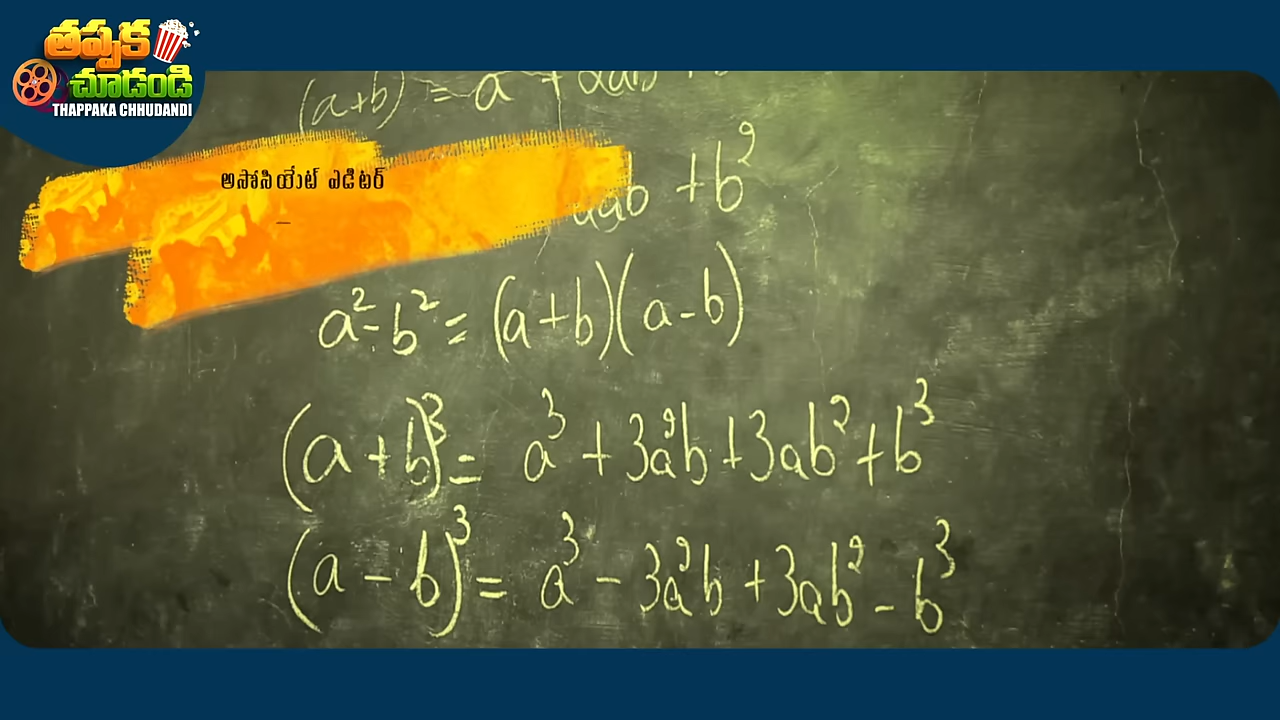 తప్పక
చూడండి
THAPPAKA CHHUDANDI
(a+b) = a + 2ab
అసోసియేట్ ఎడిటర్
ab + b²
a² - b² = (a+b)(a-b)
(a+b)³ = a³ + 3a²b + 3ab² + b³
(a-b)³ = a³ - 3a²b + 3ab² - b³